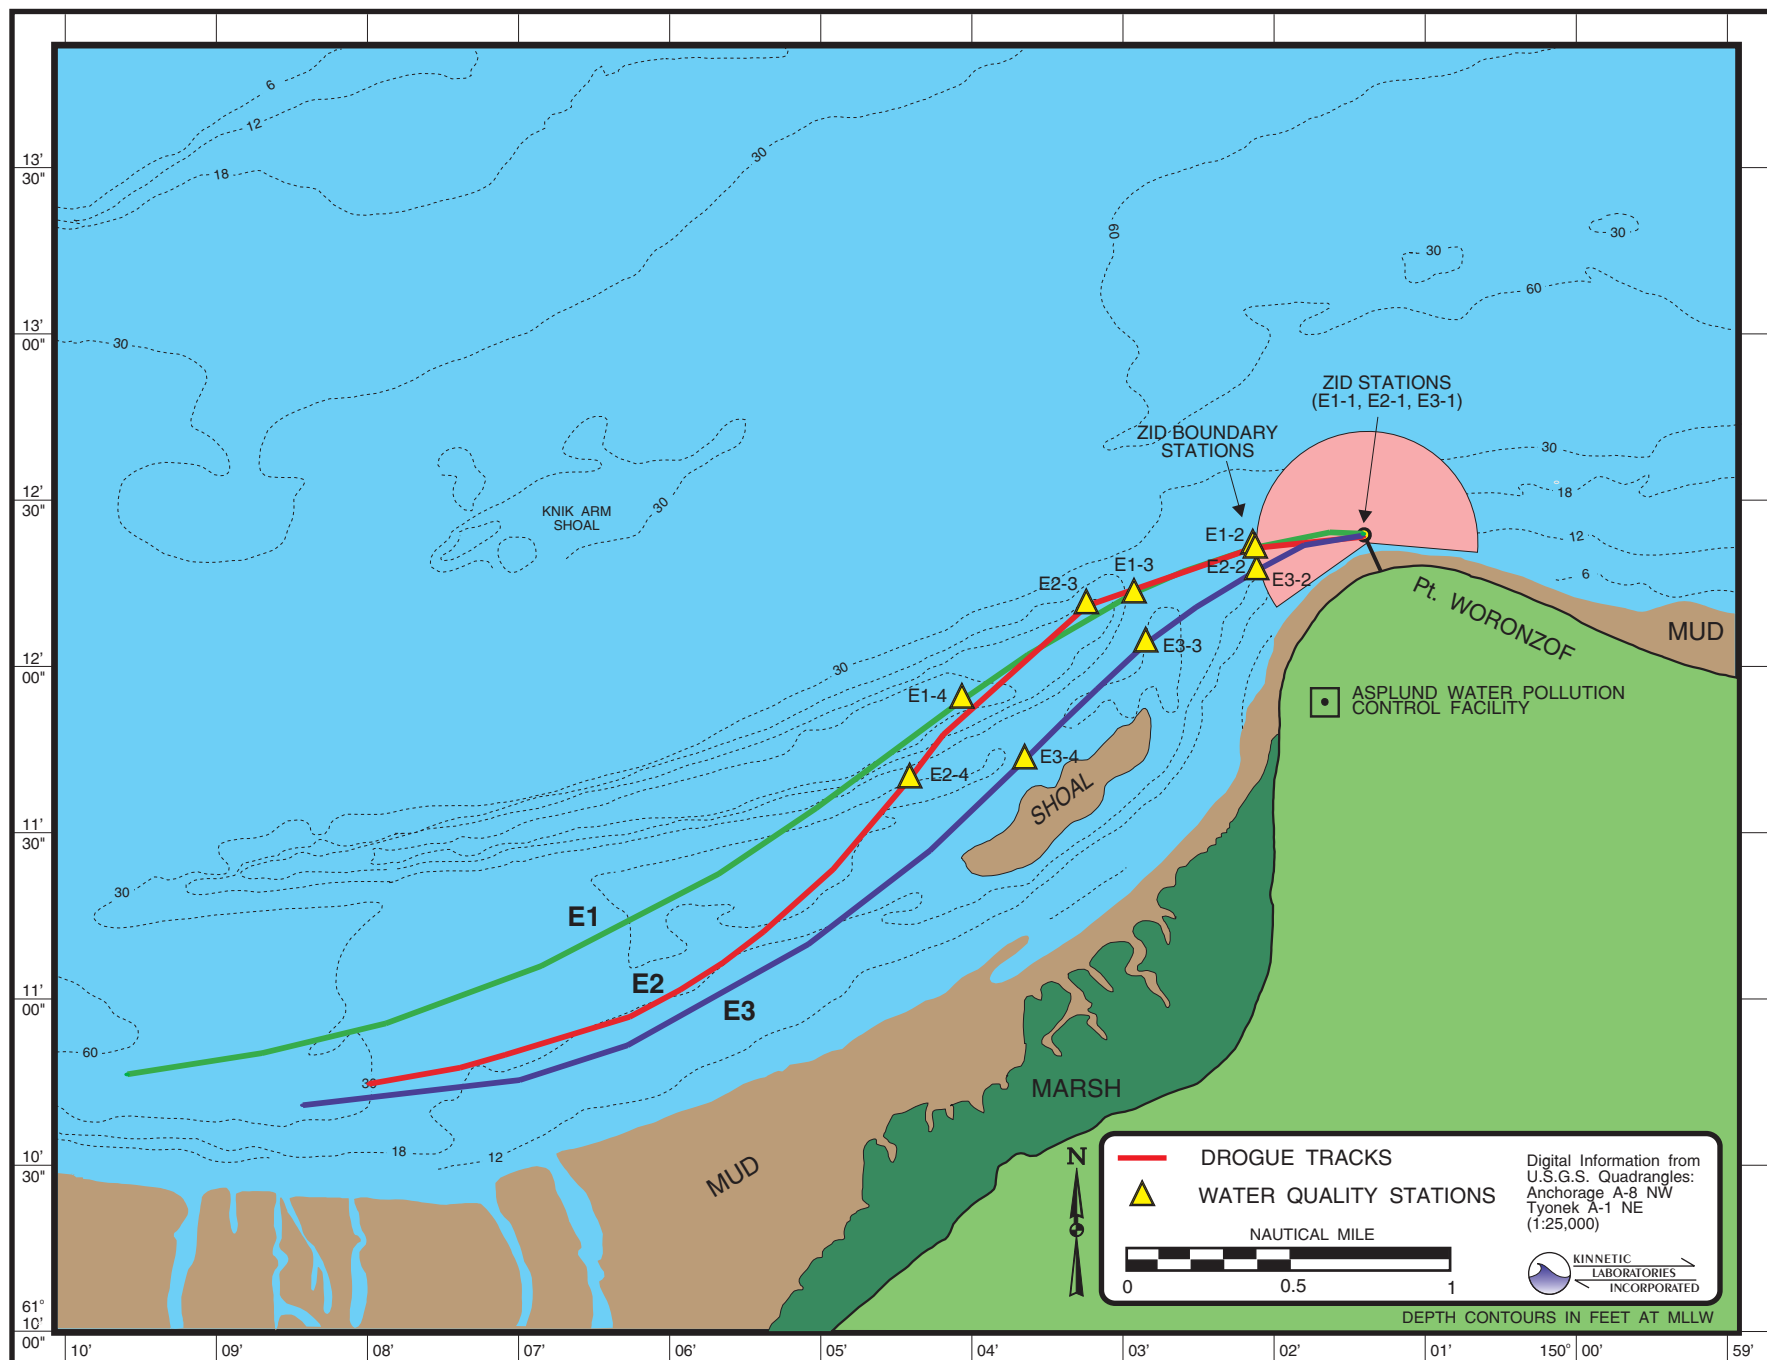 6
12
18
30
13'
30"
60
30
30
60
13'
00"
30
ZID STATIONS
(E1-1, E2-1, E3-1)
ZID BOUNDARY
STATIONS
30
12'
30"
KNIK ARM
SHOAL
30
18
12
6
E1-2
E2-2
E3-2
E1-3
E2-3
Pt. WORONZOF
MUD
E3-3
30
12'
00"
E1-4
ASPLUND WATER POLLUTION
CONTROL FACILITY
E3-4
E2-4
SHOAL
11'
30"
30
E1
E2
E3
11'
00"
60
30
MARSH
18
12
10'
30"
MUD
N
DROGUE TRACKS
WATER QUALITY STATIONS
NAUTICAL MILE
0
0.5
1
Digital Information from
U.S.G.S. Quadrangles:
Anchorage A-8 NW
Tyonek A-1 NE
(1:25,000)
KINNETIC
LABORATORIES
INCORPORATED
DEPTH CONTOURS IN FEET AT MLLW
61°
10'
00"
10'
09'
08'
07'
06'
05'
04'
03'
02'
01'
150° 00'
59'